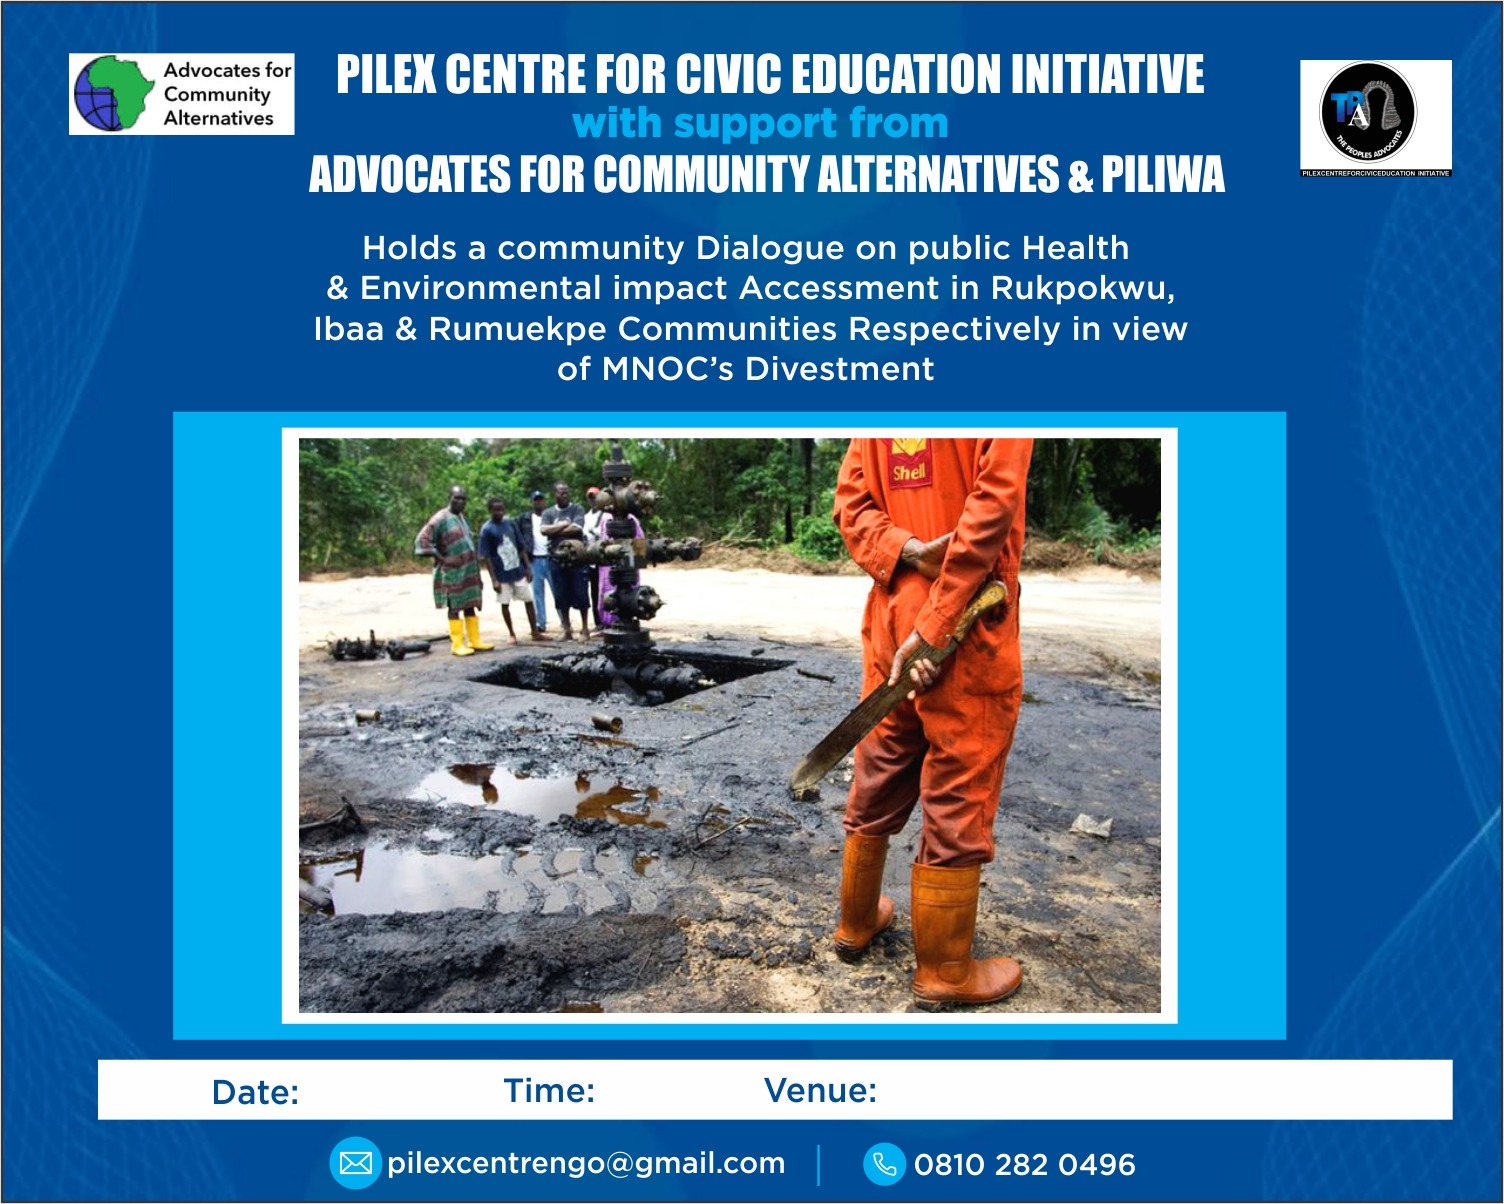 Advocates for
Community
Alternatives
PILEX CENTRE FOR CIVIC EDUCATION INITIATIVE
with support from
ADVOCATES FOR COMMUNITY ALTERNATIVES & PILIWA
TPA
THE PEOPLES ADVOCATES
PILEXCENTREFORCIVICEDUCATION INITIATIVE
Holds a community Dialogue on public Health
& Environmental impact Accessment in Rukpokwu,
Ibaa & Rumuekpe Communities Respectively in view
of MNOC's Divestment
Shell
Date:
Time:
Venue:
pilexcentrengo@gmail.com
0810 282 0496